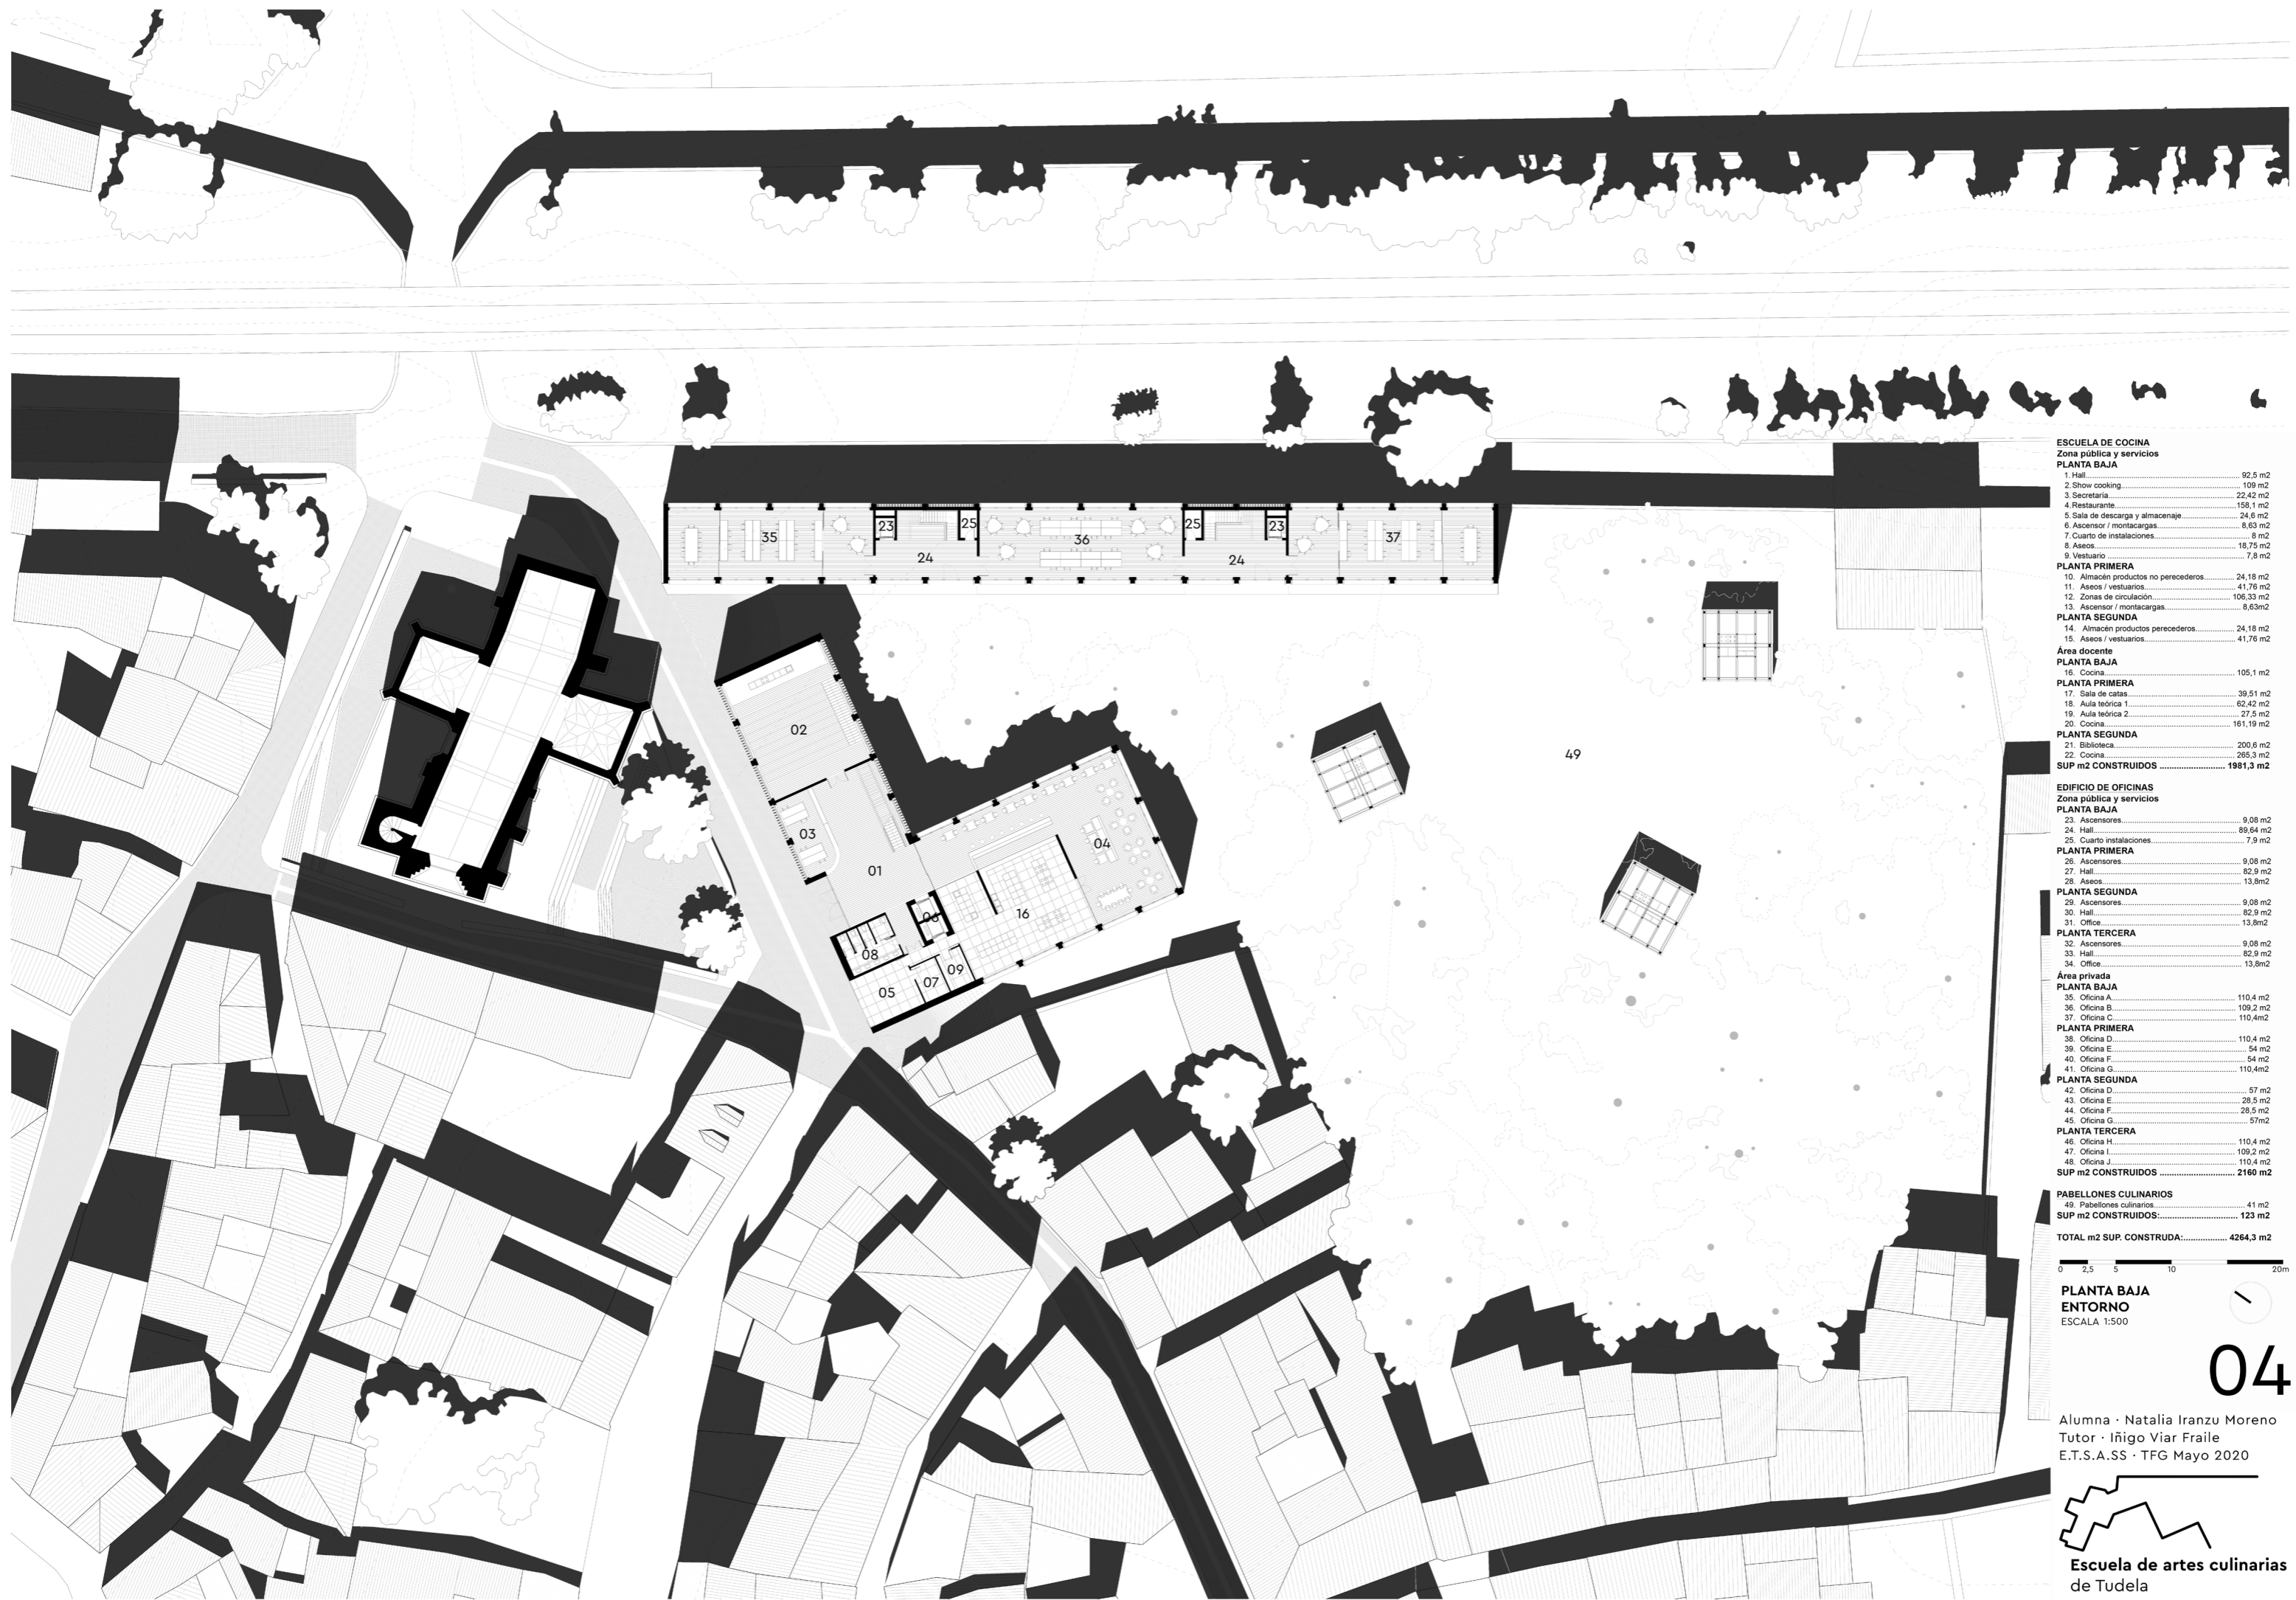 35
23
24
25
36
25
24
23
37
02
03
01
04
06
16
08
09
07
05
49
ESCUELA DE COCINA
Zona pública y servicios
PLANTA BAJA
1. Hall 92,5 m2
2. Show cooking 109 m2
3. Secretaría 22,42 m2
4. Restaurante 158,1 m2
5. Sala de descarga y almacenaje 24,6 m2
6. Ascensor / montacargas 8,63 m2
7. Cuarto de instalaciones 8 m2
8. Aseos 18,75 m2
9. Vestuario 7,8 m2
PLANTA PRIMERA
10. Almacén productos no perecederos 24,18 m2
11. Aseos / vestuarios 41,76 m2
12. Zonas de circulación 106,33 m2
13. Ascensor / montacargas 8,63m2
PLANTA SEGUNDA
14. Almacén productos perecederos 24,18 m2
15. Aseos / vestuarios 41,76 m2
Área docente
PLANTA BAJA
16. Cocina 105,1 m2
PLANTA PRIMERA
17. Sala de catas 39,51 m2
18. Aula teórica 1 62,42 m2
19. Aula teórica 2 27,5 m2
20. Cocina 161,19 m2
PLANTA SEGUNDA
21. Biblioteca 200,6 m2
22. Cocina 265,3 m2
SUP m2 CONSTRUIDOS 1981,3 m2
EDIFICIO DE OFICINAS
Zona pública y servicios
PLANTA BAJA
23. Ascensores 9,08 m2
24. Hall 89,64 m2
25. Cuarto instalaciones 7,9 m2
PLANTA PRIMERA
26. Ascensores 9,08 m2
27. Hall 82,9 m2
28. Aseos 13,8m2
PLANTA SEGUNDA
29. Ascensores 9,08 m2
30. Hall 82,9 m2
31. Office 13,8m2
PLANTA TERCERA
32. Ascensores 9,08 m2
33. Hall 82,9 m2
34. Office 13,8m2
Área privada
PLANTA BAJA
35. Oficina A 110,4 m2
36. Oficina B 109,2 m2
37. Oficina C 110,4m2
PLANTA PRIMERA
38. Oficina D 110,4 m2
39. Oficina E 54 m2
40. Oficina F 54 m2
41. Oficina G 110,4m2
PLANTA SEGUNDA
42. Oficina D 57 m2
43. Oficina E 28,5 m2
44. Oficina F 28,5 m2
45. Oficina G 57m2
PLANTA TERCERA
46. Oficina H 110,4 m2
47. Oficina I 109,2 m2
48. Oficina J 110,4 m2
SUP m2 CONSTRUIDOS 2160 m2
PABELLONES CULINARIOS
49. Pabellones culinarios 41 m2
SUP m2 CONSTRUIDOS: 123 m2
TOTAL m2 SUP. CONSTRUDA: 4264,3 m2
0 2,5 5 10 20m
PLANTA BAJA
ENTORNO
ESCALA 1:500
04
Alumna · Natalia Iranzu Moreno
Tutor · Iñigo Viar Fraile
E.T.S.A.SS · TFG Mayo 2020
Escuela de artes culinarias
de Tudela